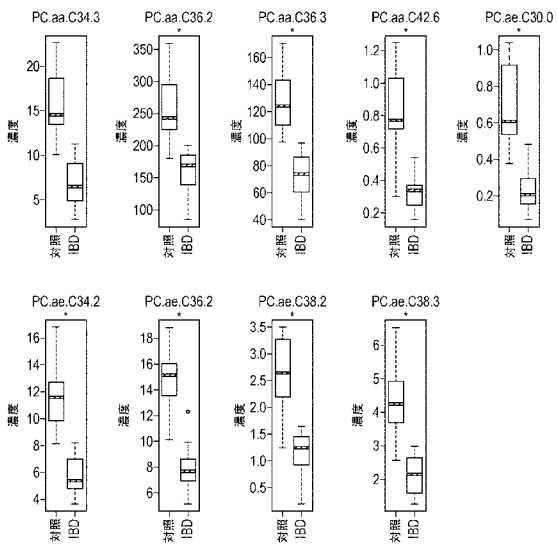 PC.aa.C34.3
PC.aa.C36.2
*
PC.aa.C36.3
*
PC.aa.C42.6
*
PC.ae.C30.0
*
濃度
20
15
10
5
対照
IBD
濃度
350
300
250
200
150
100
対照
IBD
濃度
160
140
120
100
80
60
40
対照
IBD
濃度
1.2
1.0
0.8
0.6
0.4
0.2
対照
IBD
濃度
1.0
0.8
0.6
0.4
0.2
対照
IBD
PC.ae.C34.2
*
PC.ae.C36.2
*
PC.ae.C38.2
*
PC.ae.C38.3
*
濃度
16
14
12
10
8
6
4
対照
IBD
濃度
18
16
14
12
10
8
6
対照
IBD
濃度
3.5
3.0
2.5
2.0
1.5
1.0
0.5
対照
IBD
濃度
6
5
4
3
2
対照
IBD